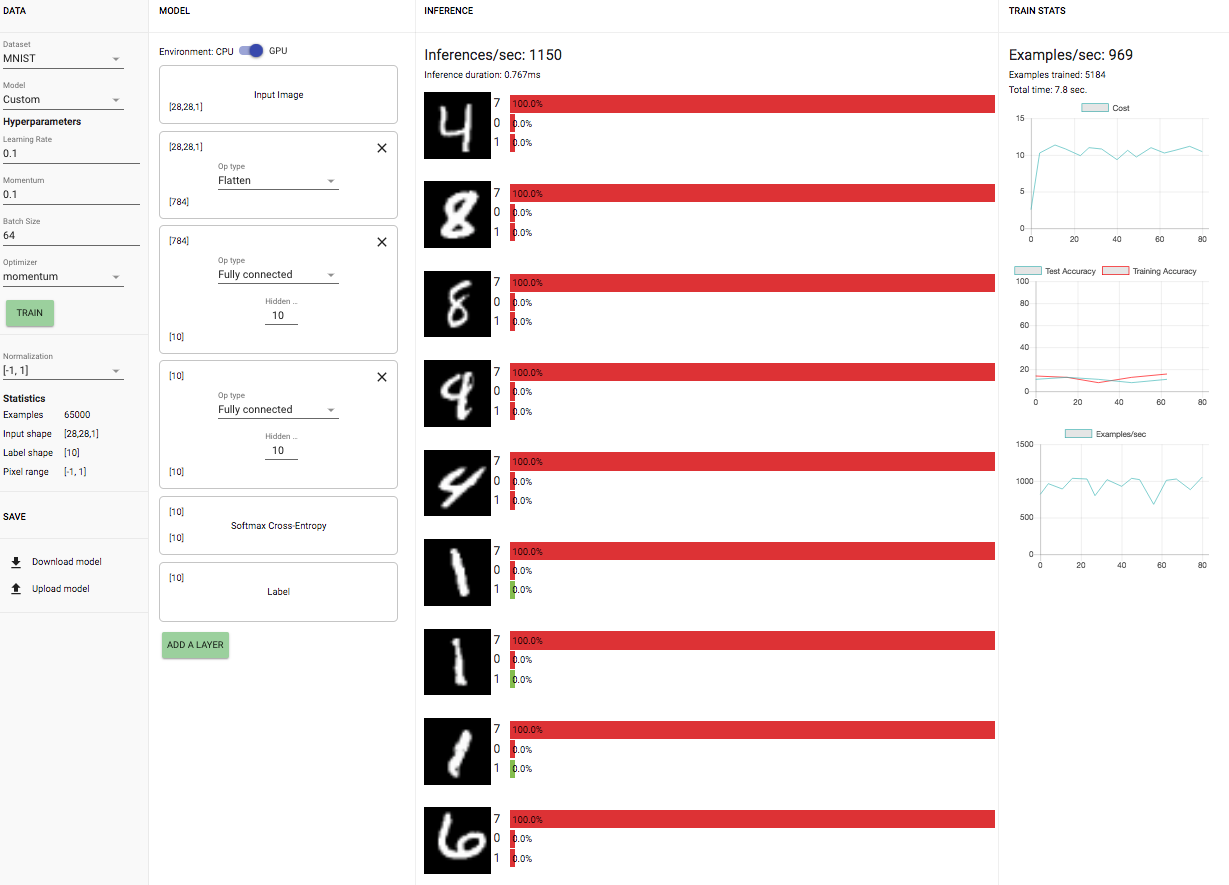 DATA
Dataset
MNIST
Model
Custom
Hyperparameters
Learning Rate
0.1
Momentum
0.1
Batch Size
64
Optimizer
momentum
TRAIN
Normalization
[-1, 1]
Statistics
Examples 65000
Input shape [28,28,1]
Label shape [10]
Pixel range [-1, 1]
SAVE
Download model
Upload model
MODEL
Environment: CPU GPU
Input Image
[28,28,1]
[28,28,1]
Op type
Flatten
[784]
[784]
Op type
Fully connected
Hidden ...
10
[10]
[10]
Op type
Fully connected
Hidden ...
10
[10]
[10]
Softmax Cross-Entropy
[10]
[10]
Label
ADD A LAYER
INFERENCE
Inferences/sec: 1150
Inference duration: 0.767ms
4
7 100.0%
0 0.0%
1 0.0%
8
7 100.0%
0 0.0%
1 0.0%
8
7 100.0%
0 0.0%
1 0.0%
9
7 100.0%
0 0.0%
1 0.0%
4
7 100.0%
0 0.0%
1 0.0%
1
7 100.0%
0 0.0%
1 0.0%
1
7 100.0%
0 0.0%
1 0.0%
1
7 100.0%
0 0.0%
1 0.0%
6
7 100.0%
0 0.0%
1 0.0%
TRAIN STATS
Examples/sec: 969
Examples trained: 5184
Total time: 7.8 sec.
Cost
15
10
5
0
0 20 40 60 80
Test Accuracy Training Accuracy
100
80
60
40
20
0
0 20 40 60 80
Examples/sec
1500
1000
500
0
0 20 40 60 80